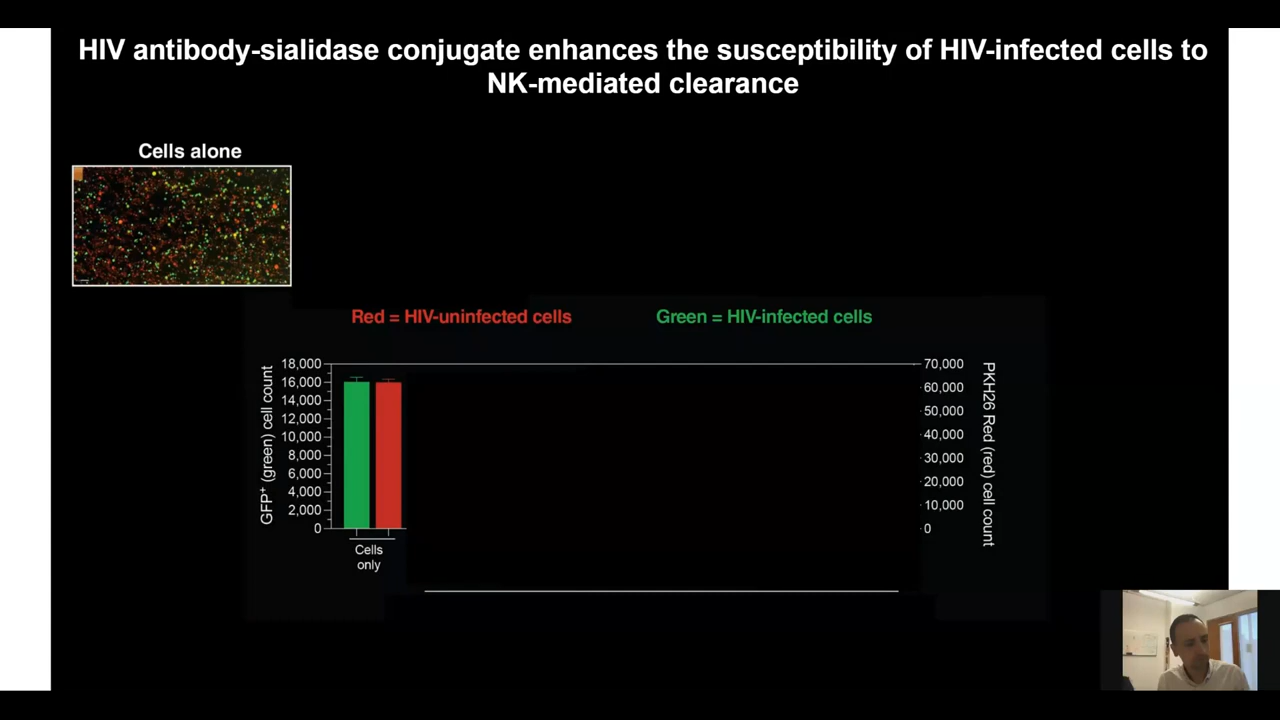 HIV antibody-sialidase conjugate enhances the susceptibility of HIV-infected cells to
NK-mediated clearance
Cells alone
Red = HIV-uninfected cells
Green = HIV-infected cells
GFP⁺ (green) cell count
18,000
16,000
14,000
12,000
10,000
8,000
6,000
4,000
2,000
0
Cells
only
70,000
60,000
50,000
40,000
30,000
20,000
10,000
0
PKH26 Red (red) cell count